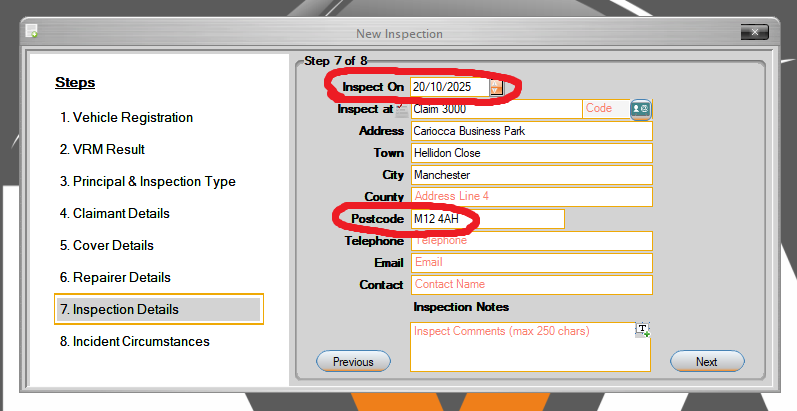 New Inspection
Steps
1. Vehicle Registration
2. VRM Result
3. Principal & Inspection Type
4. Claimant Details
5. Cover Details
6. Repairer Details
7. Inspection Details
8. Incident Circumstances
Step 7 of 8
Inspect On 20/10/2025
Inspect at Claim 3000 Code
Address Cariocca Business Park
Town Hellidon Close
City Manchester
County Address Line 4
Postcode M12 4AH
Telephone Telephone
Email Email
Contact Contact Name
Inspection Notes
Inspect Comments (max 250 chars) T
Previous Next